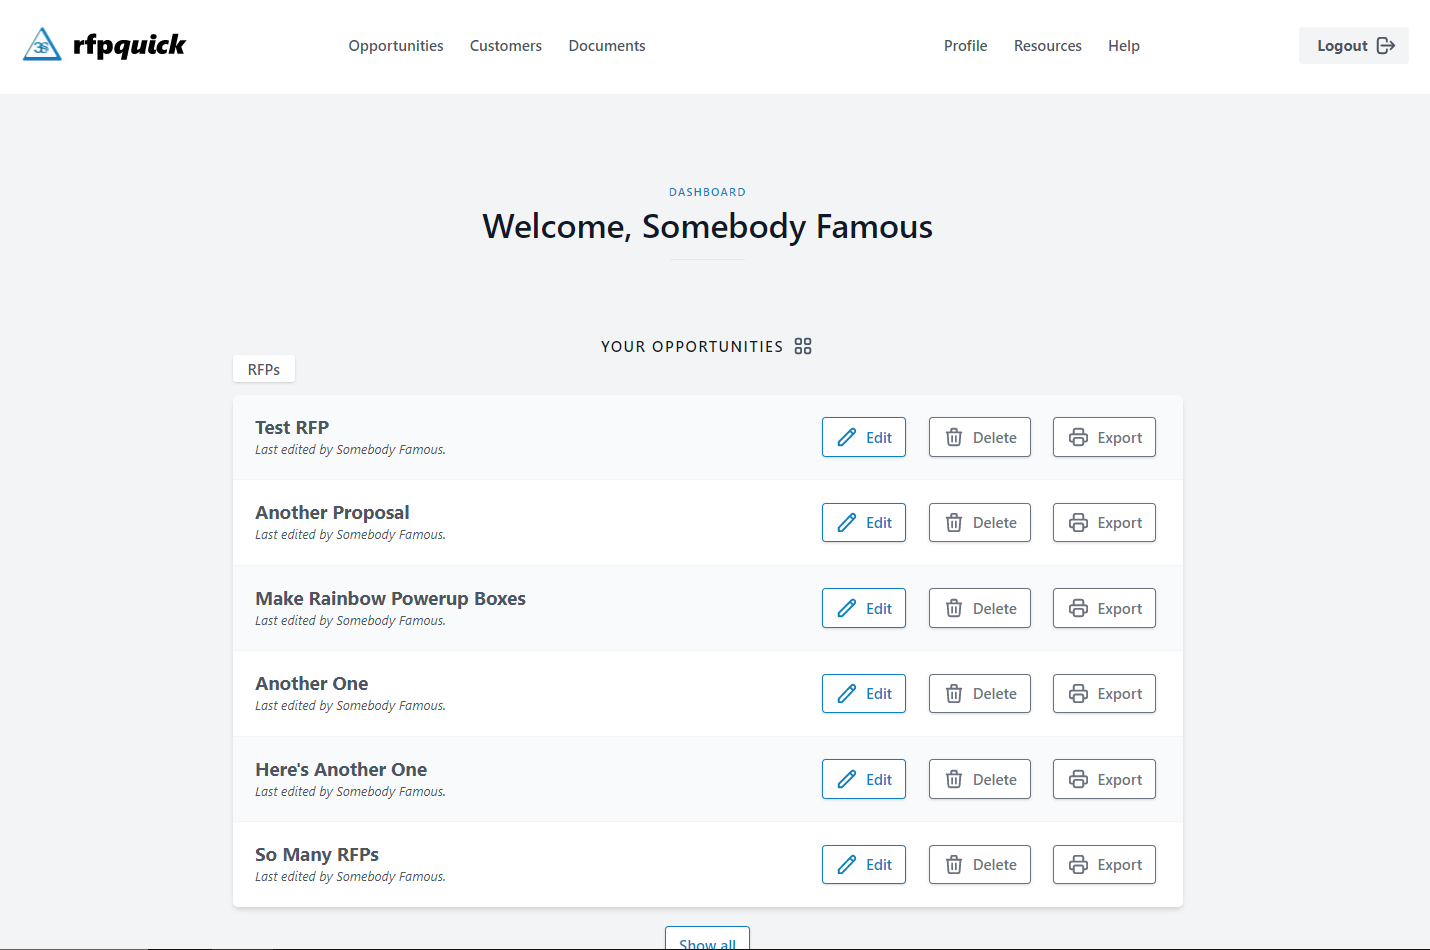 3S rfpquick Opportunities Customers Documents Profile Resources Help Logout
DASHBOARD
Welcome, Somebody Famous
YOUR OPPORTUNITIES
RFPs
Test RFP
Last edited by Somebody Famous.
Edit Delete Export
Another Proposal
Last edited by Somebody Famous.
Edit Delete Export
Make Rainbow Powerup Boxes
Last edited by Somebody Famous.
Edit Delete Export
Another One
Last edited by Somebody Famous.
Edit Delete Export
Here's Another One
Last edited by Somebody Famous.
Edit Delete Export
So Many RFPs
Last edited by Somebody Famous.
Edit Delete Export
Show all